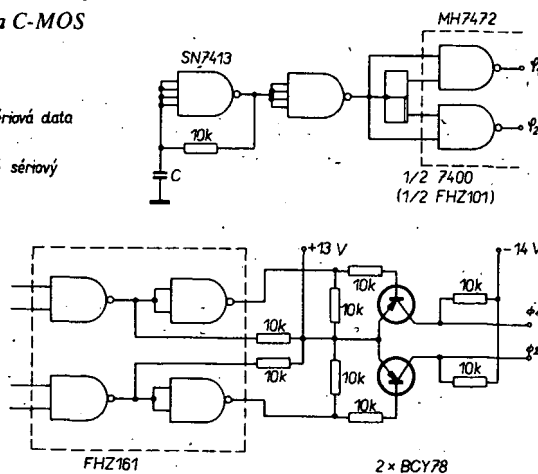 a C-MOS
MH7472
SN7413
ériová data
sériový
10k
C
1/2 7400
(1/2 FHZ101)
+13 V
-14 V
10k
10k
10k
10k
10k
10k
10k
10k
FHZ161
2 × BCY78